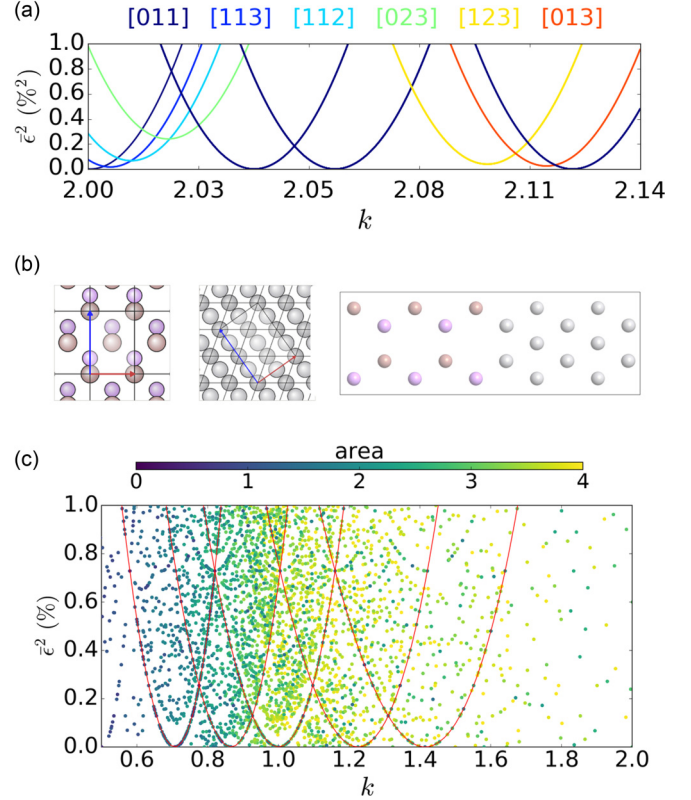 (a)
[011] [113] [112] [023] [123] [013]
1.0
0.8
0.6
0.4
0.2
0.0
ε̄² (%²)
2.00 2.03 2.05 2.08 2.11 2.14
k
(b)
(c)
area
0 1 2 3 4
1.0
0.8
0.6
0.4
0.2
0.0
ε̄² (%)
0.6 0.8 1.0 1.2 1.4 1.6 1.8 2.0
k